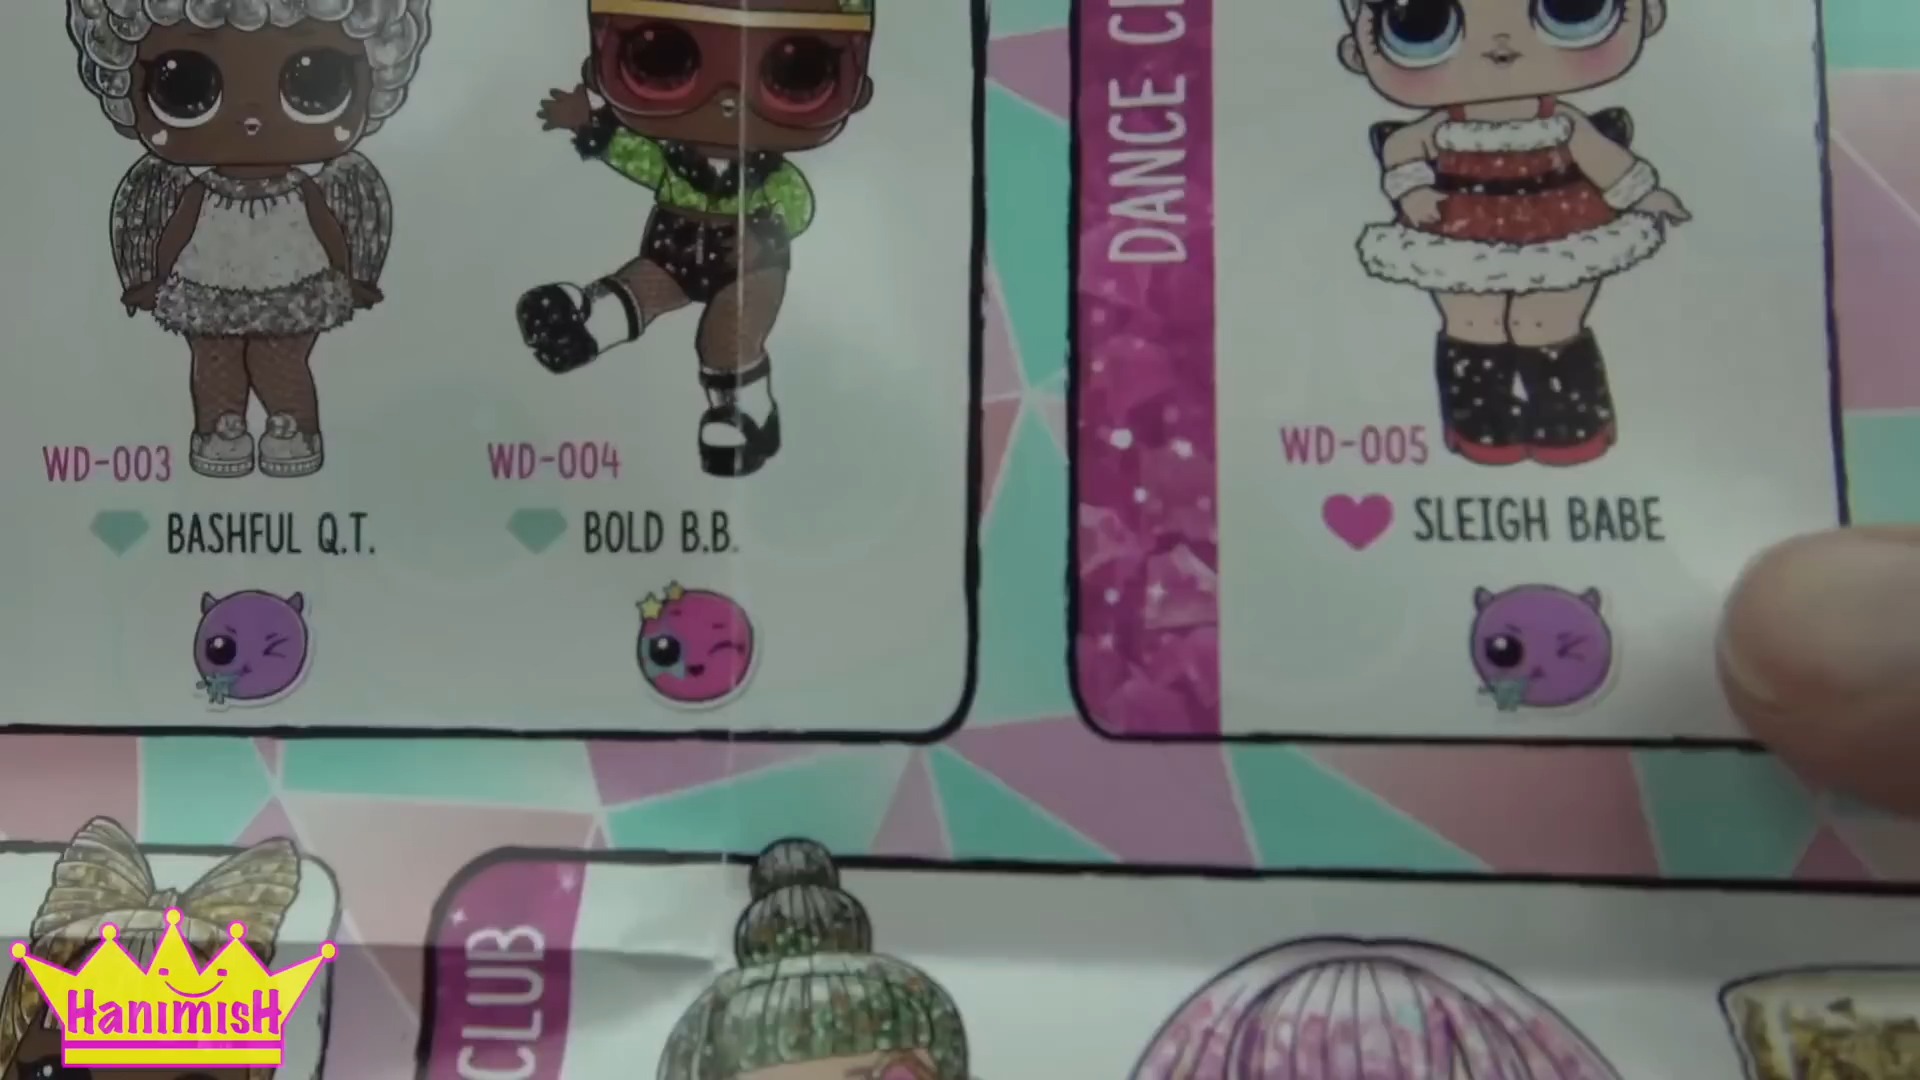 WD-003
BASHFUL Q.T.
WD-004
BOLD B.B.
DANCE
WD-005
SLEIGH BABE
CLUB
HanimisH